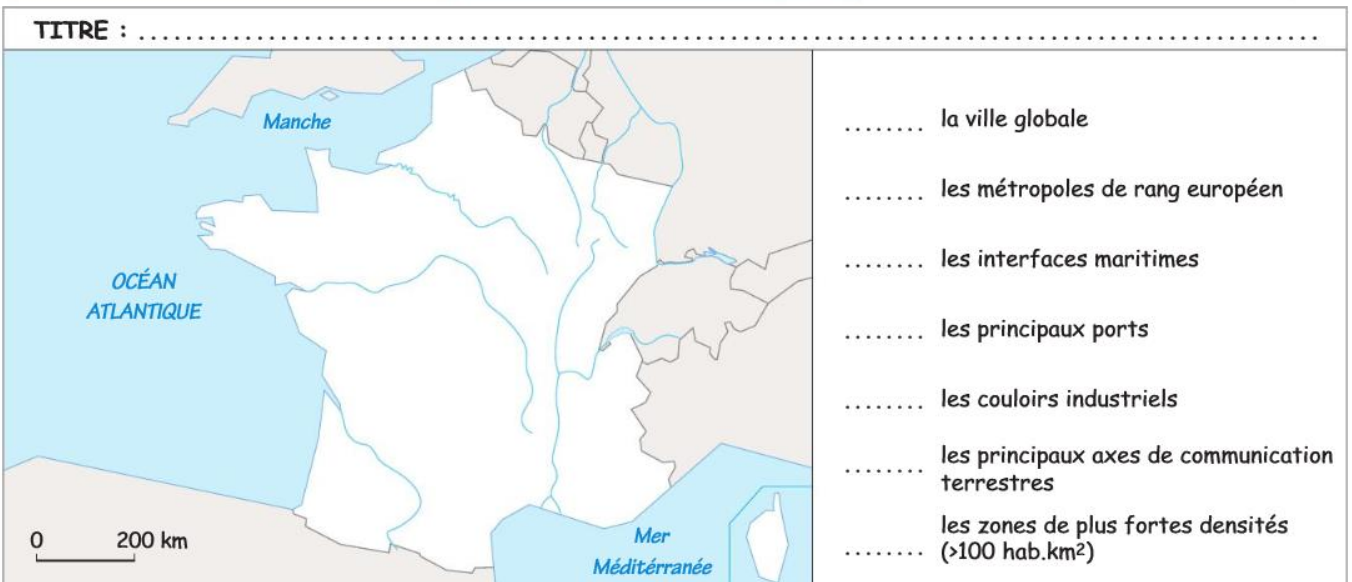 TITRE : ........................................................................................................
Manche
OCÉAN
ATLANTIQUE
0 200 km
Mer
Méditérranée
........ la ville globale
........ les métropoles de rang européen
........ les interfaces maritimes
........ les principaux ports
........ les couloirs industriels
........ les principaux axes de communication
terrestres
les zones de plus fortes densités
........ (>100 hab.km²)